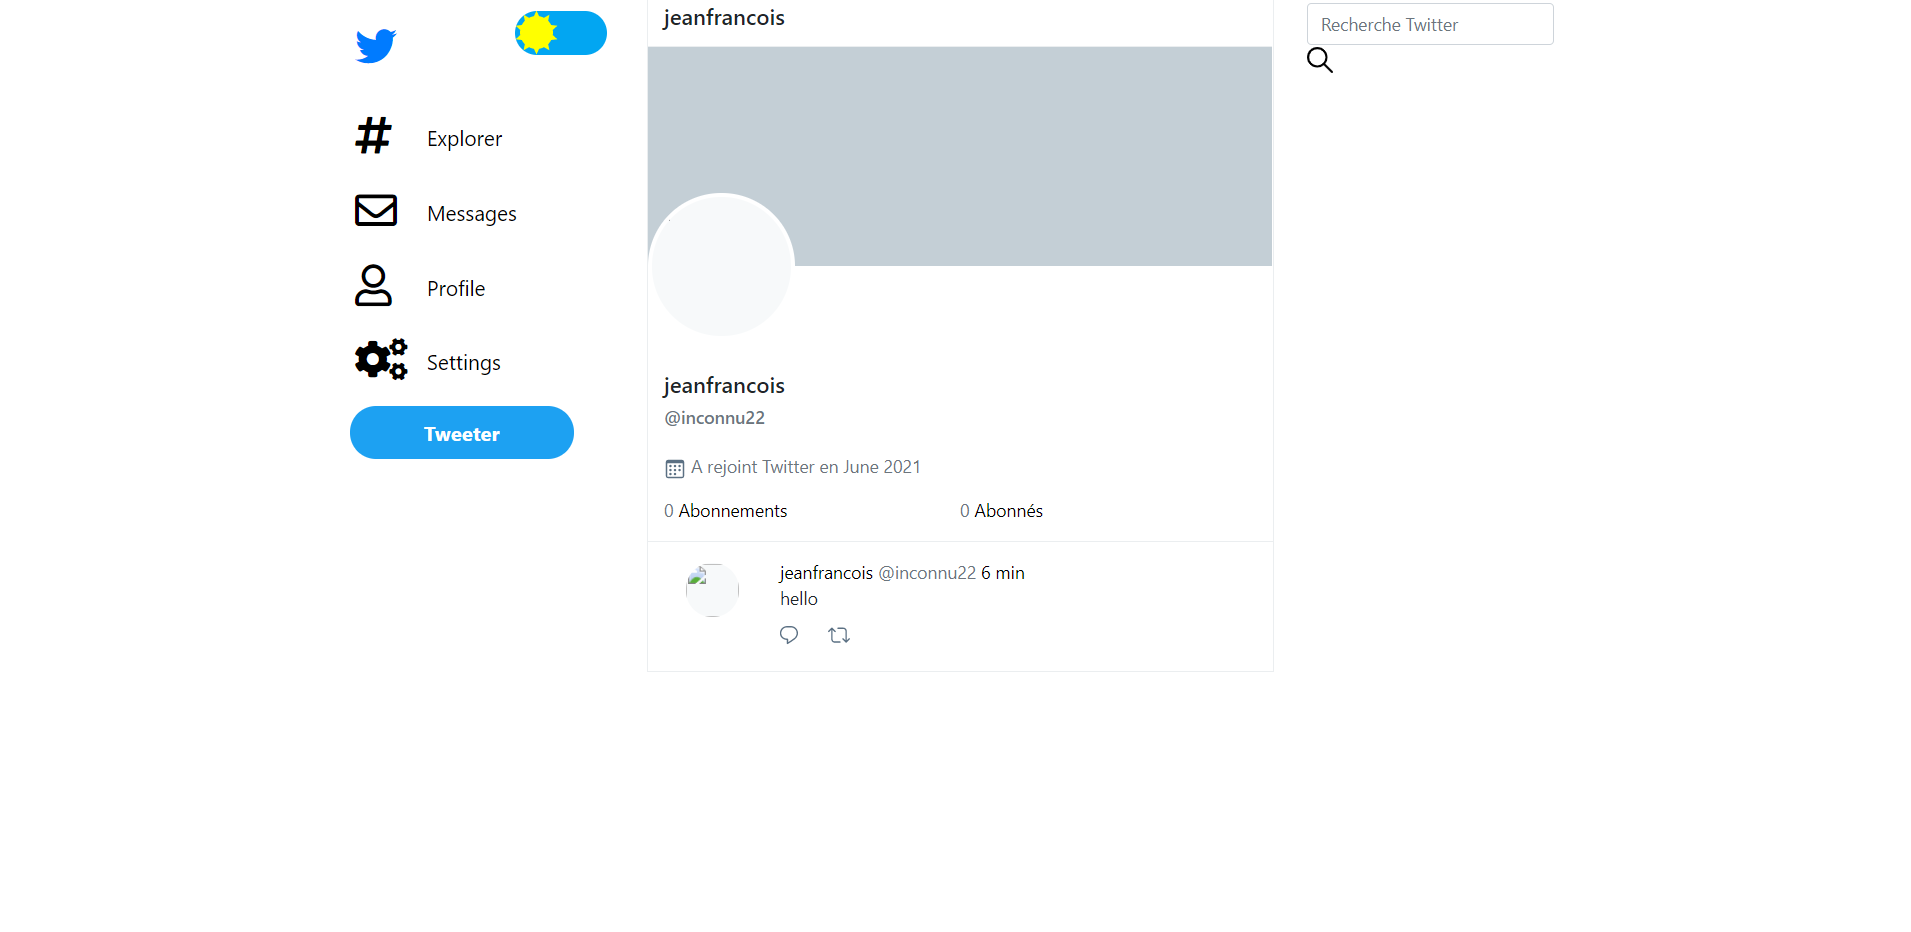 Explorer
Messages
Profile
Settings
Tweeter
jeanfrancois
jeanfrancois
@inconnu22
A rejoint Twitter en June 2021
0 Abonnements
0 Abonnés
jeanfrancois @inconnu22 6 min
hello
Recherche Twitter